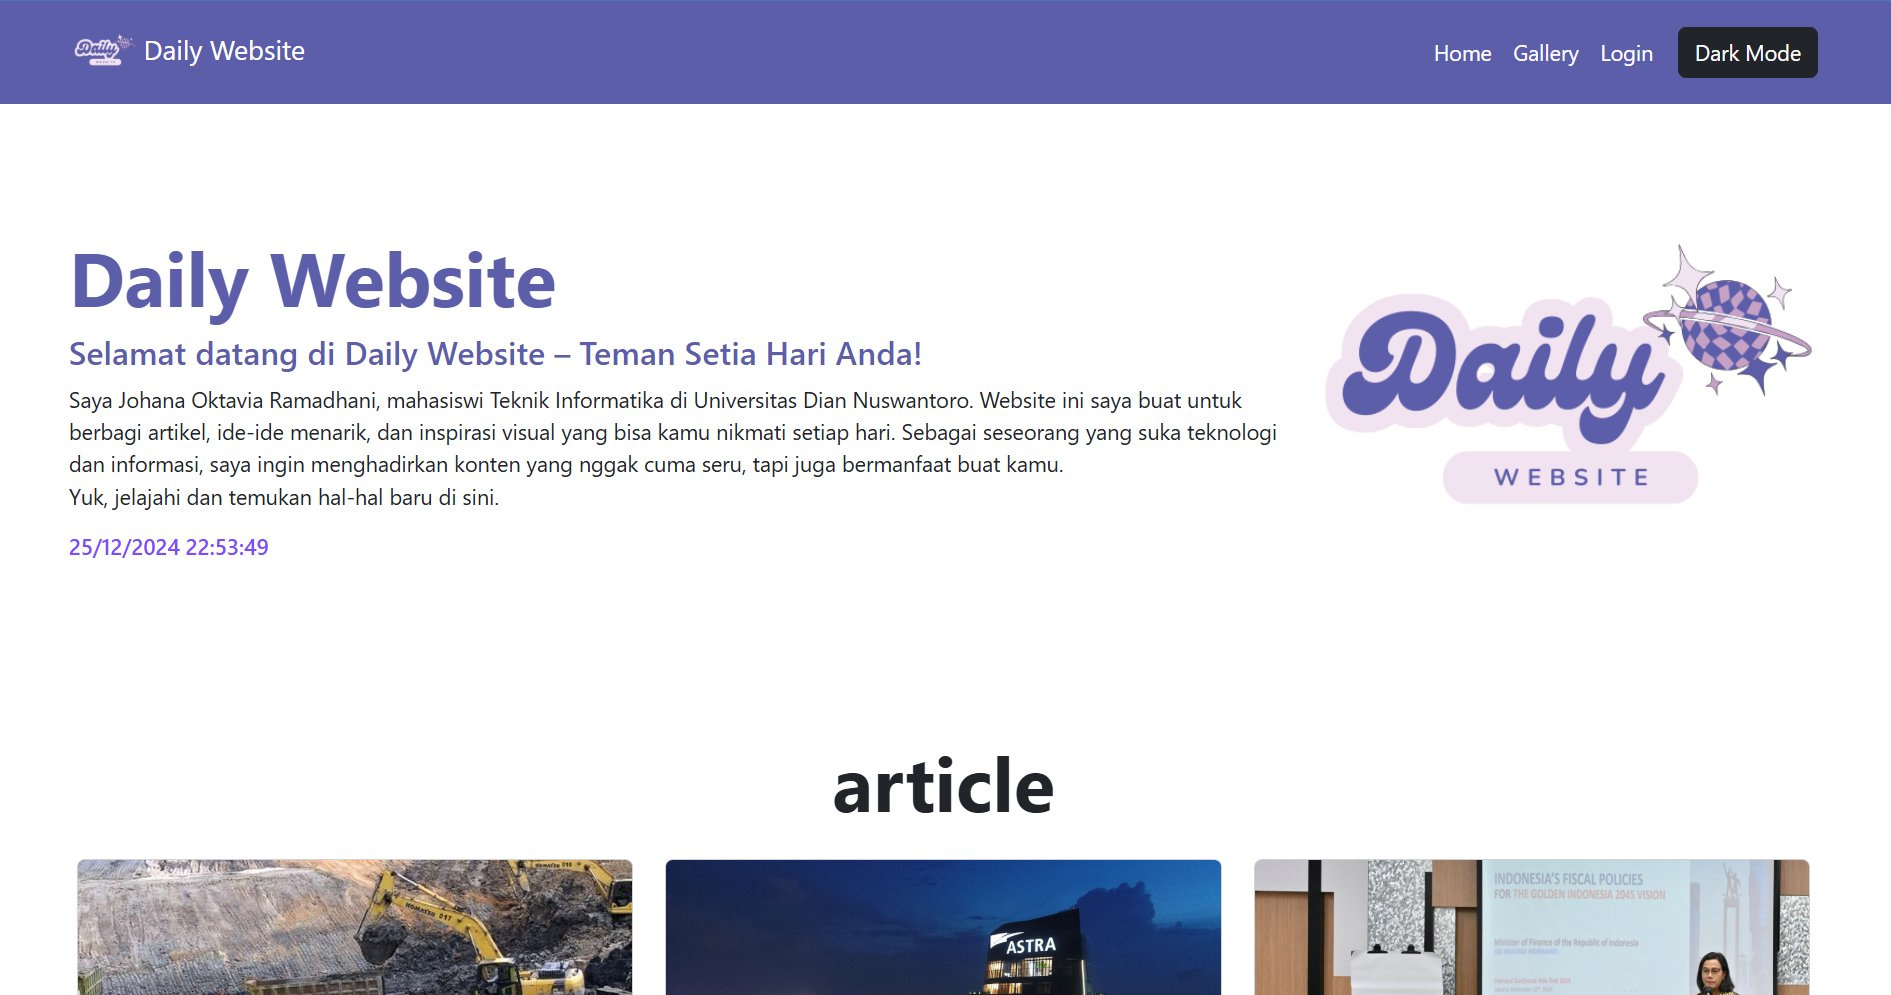 Daily
WEBSITE
Daily Website
Home
Gallery
Login
Dark Mode
Daily Website
Selamat datang di Daily Website – Teman Setia Hari Anda!
Saya Johana Oktavia Ramadhani, mahasiswi Teknik Informatika di Universitas Dian Nuswantoro. Website ini saya buat untuk
berbagi artikel, ide-ide menarik, dan inspirasi visual yang bisa kamu nikmati setiap hari. Sebagai seseorang yang suka teknologi
dan informasi, saya ingin menghadirkan konten yang nggak cuma seru, tapi juga bermanfaat buat kamu.
Yuk, jelajahi dan temukan hal-hal baru di sini.
25/12/2024 22:53:49
Daily
WEBSITE
article
KOMATSU 017
KOMATSU 018
ASTRA
INDONESIA'S FISCAL POLICIES
FOR THE GOLDEN INDONESIA 2045 VISION
Minister of Finance of the Republic of Indonesia